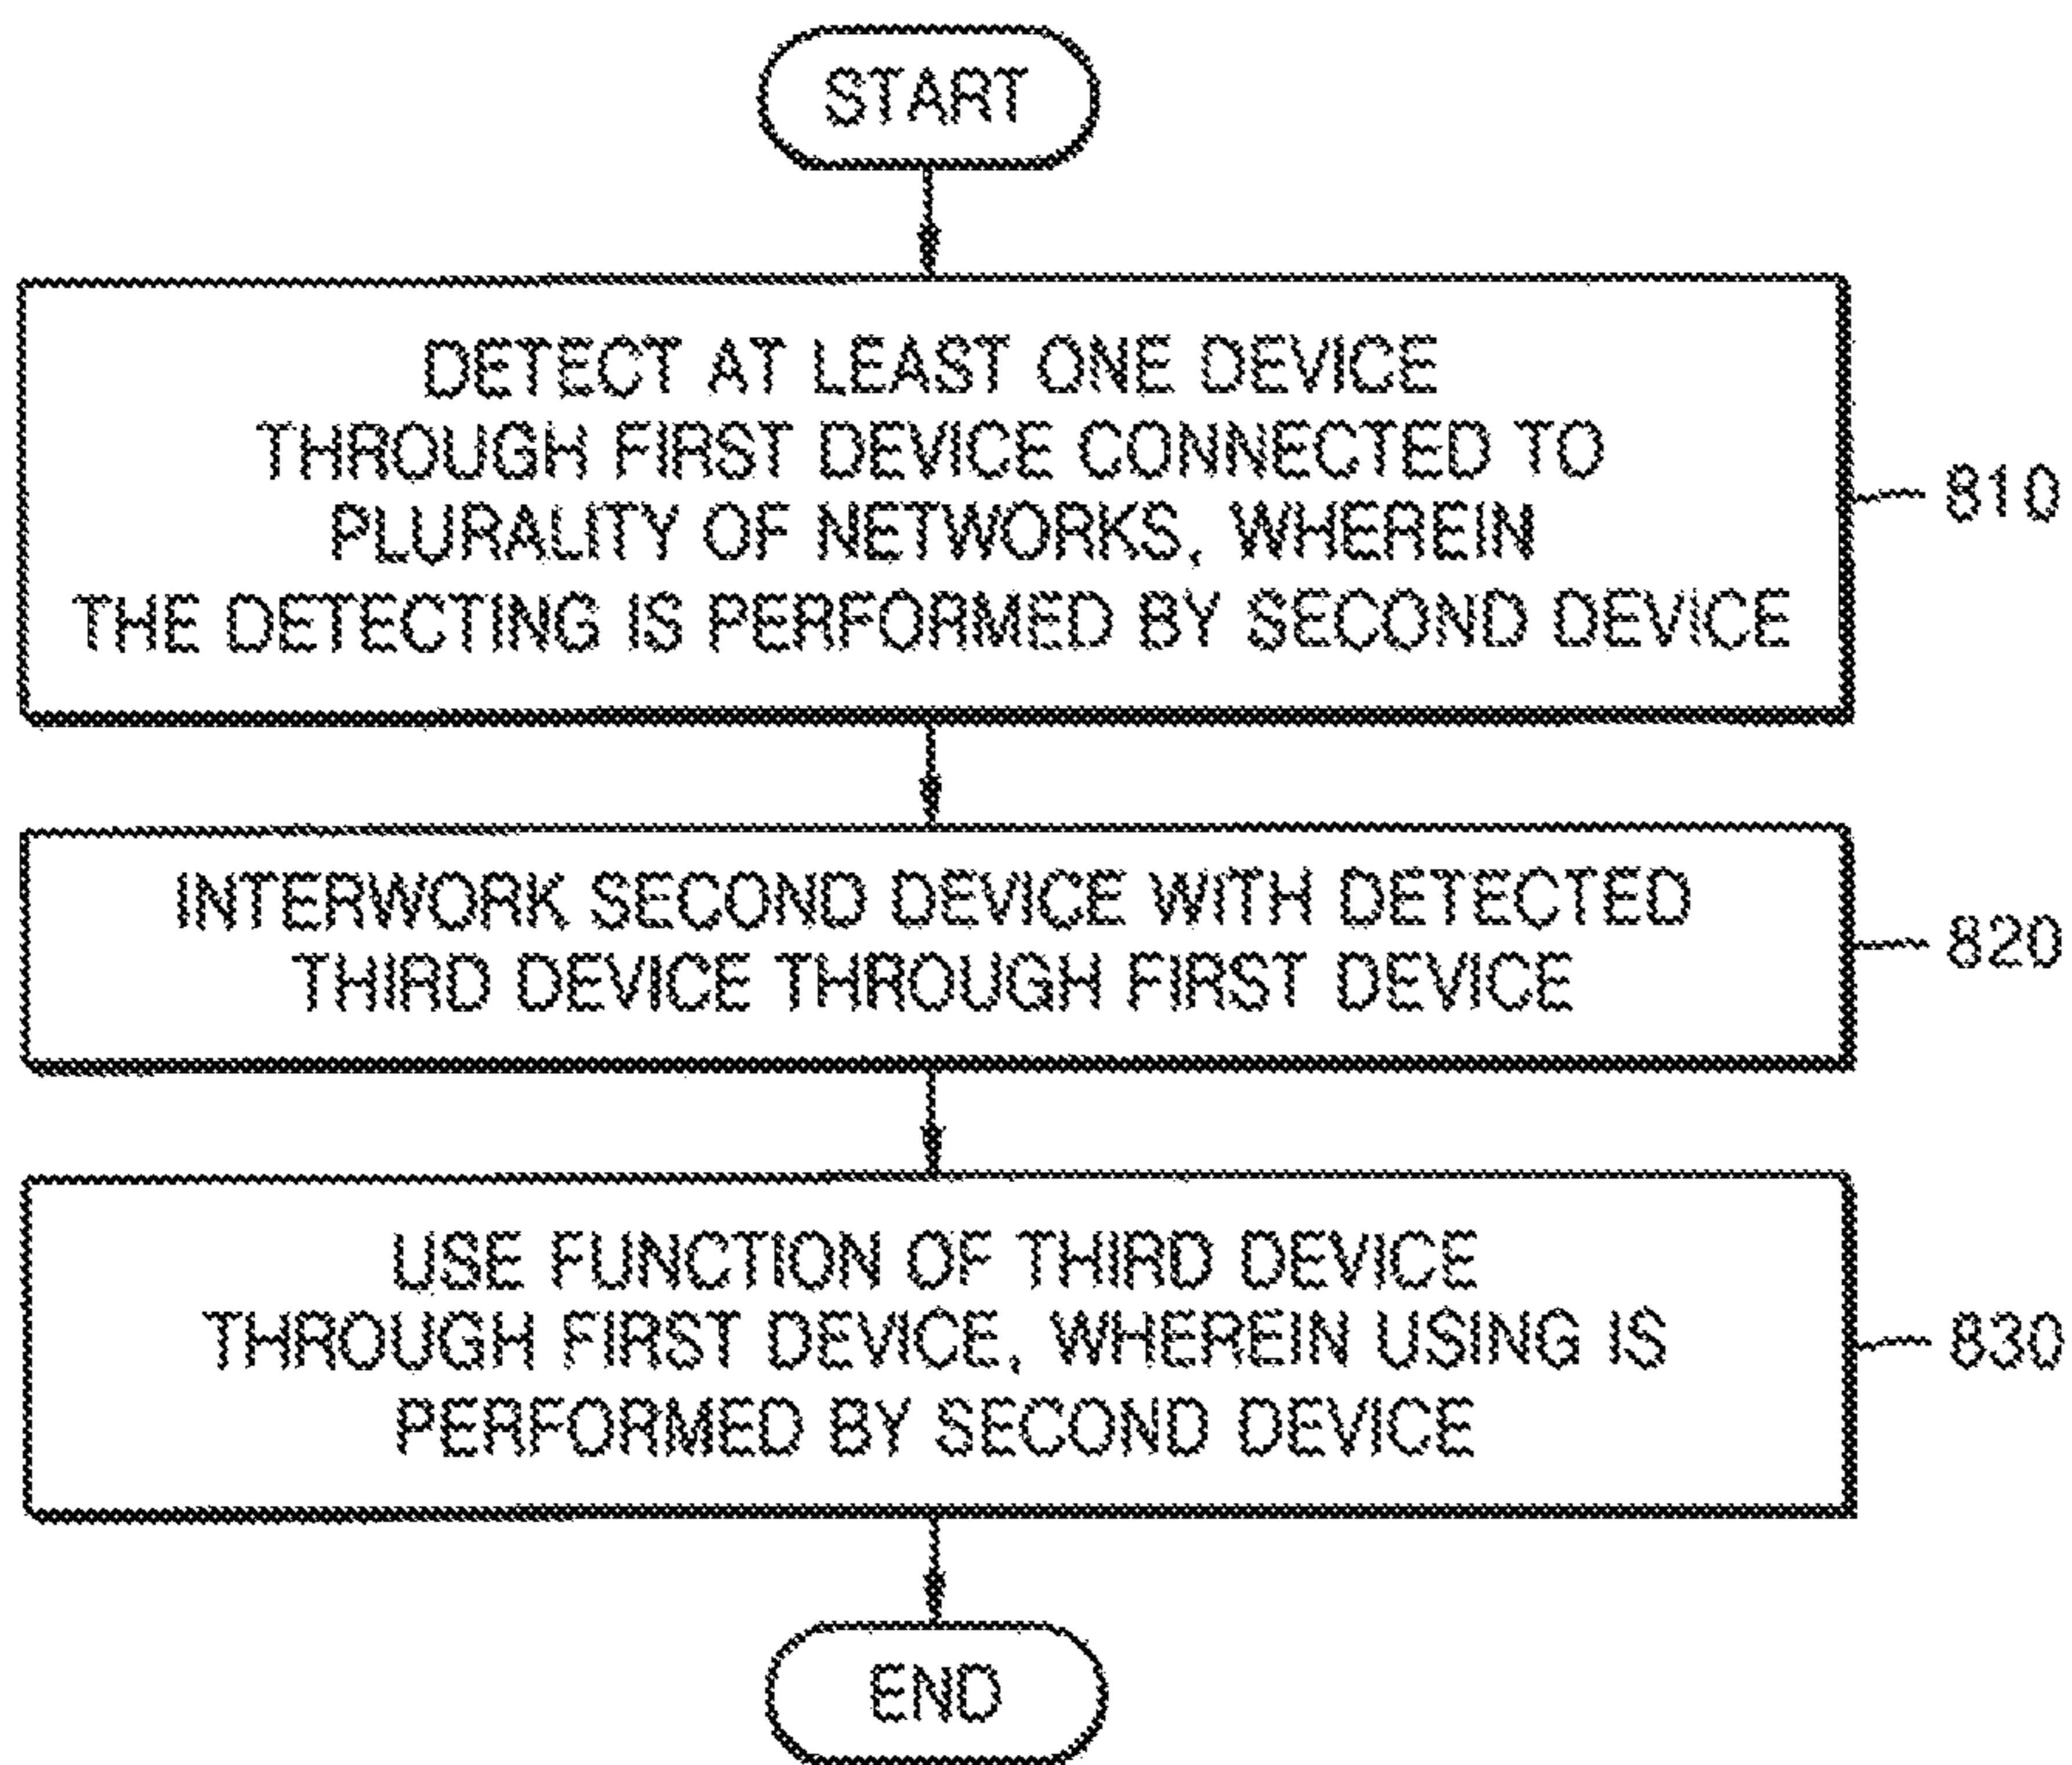 START
DETECT AT LEAST ONE DEVICE
THROUGH FIRST DEVICE CONNECTED TO
PLURALITY OF NETWORKS, WHEREIN
THE DETECTING IS PERFORMED BY SECOND DEVICE
810
INTERWORK SECOND DEVICE WITH DETECTED
THIRD DEVICE THROUGH FIRST DEVICE
820
USE FUNCTION OF THIRD DEVICE
THROUGH FIRST DEVICE, WHEREIN USING IS
PERFORMED BY SECOND DEVICE
830
END